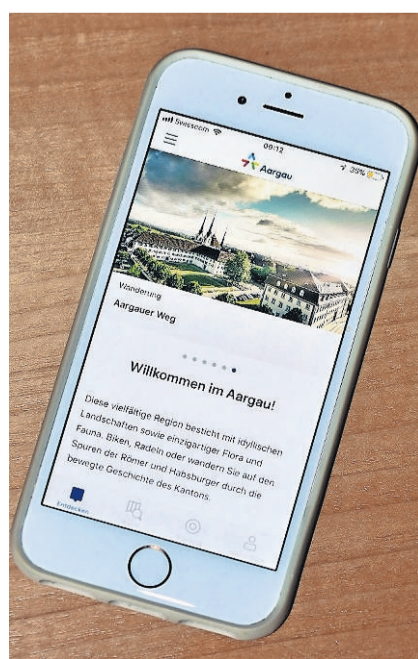 Swisscom
09:12
39%
Aargau
Wanderung
Aargauer Weg
Willkommen im Aargau!
Diese vielfältige Region besticht mit idyllischen
Landschaften sowie einzigartiger Flora und
Fauna. Biken, Radeln oder wandern Sie auf den
Spuren der Römer und Habsburger durch die
bewegte Geschichte des Kantons.
Entdecken